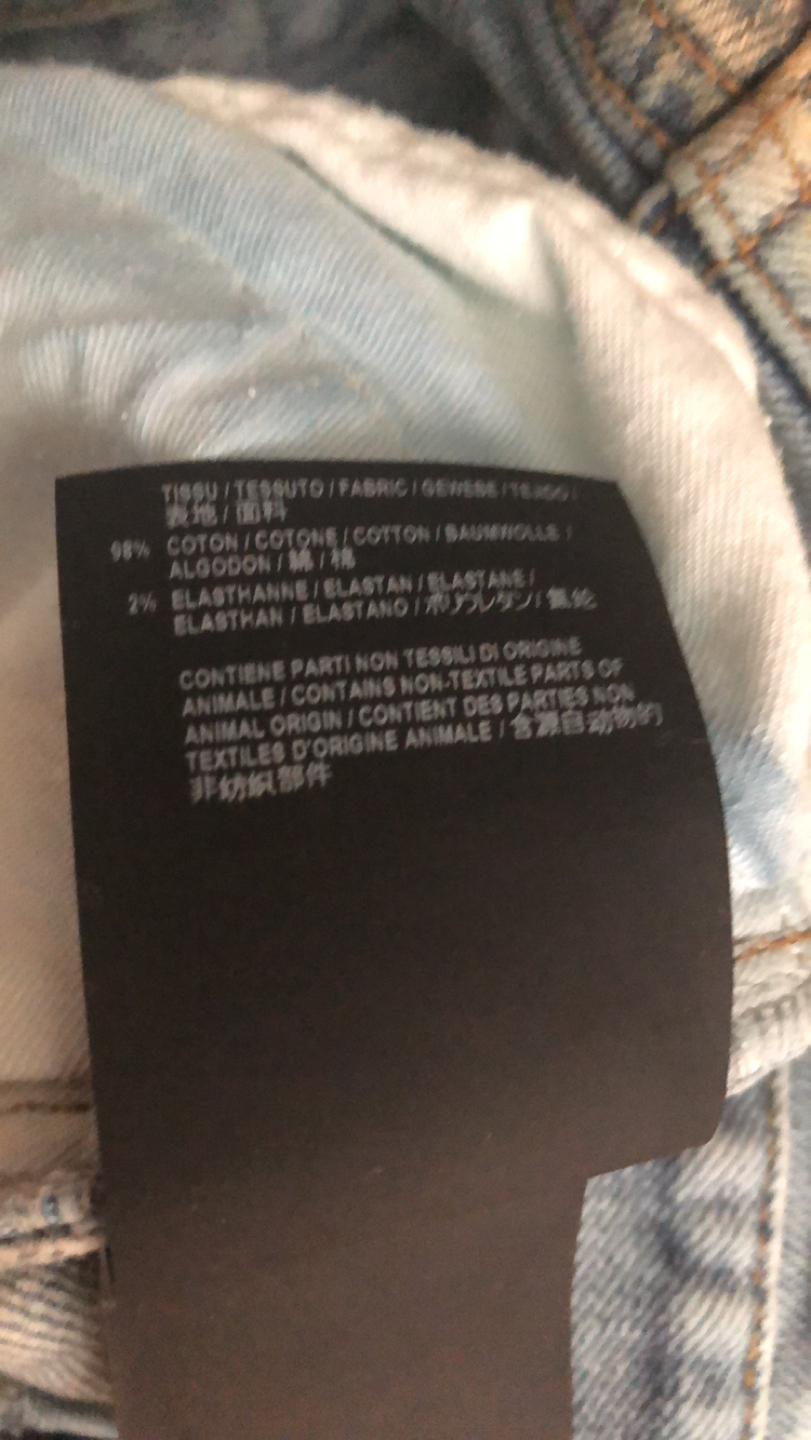 TISSU / TESSUTO / FABRIC / GEWEBE / TEJIDO /
表地 / 面料
98% COTON / COTONE / COTTON / BAUMWOLLE /
ALGODON / 綿 / 棉
2% ELASTHANNE / ELASTAN / ELASTANE /
ELASTHAN / ELASTANO / ポリウレタン / 氨纶
CONTIENE PARTI NON TESSILI DI ORIGINE
ANIMALE / CONTAINS NON-TEXTILE PARTS OF
ANIMAL ORIGIN / CONTIENT DES PARTIES NON
TEXTILES D'ORIGINE ANIMALE / 含源自动物的
非纺织部件